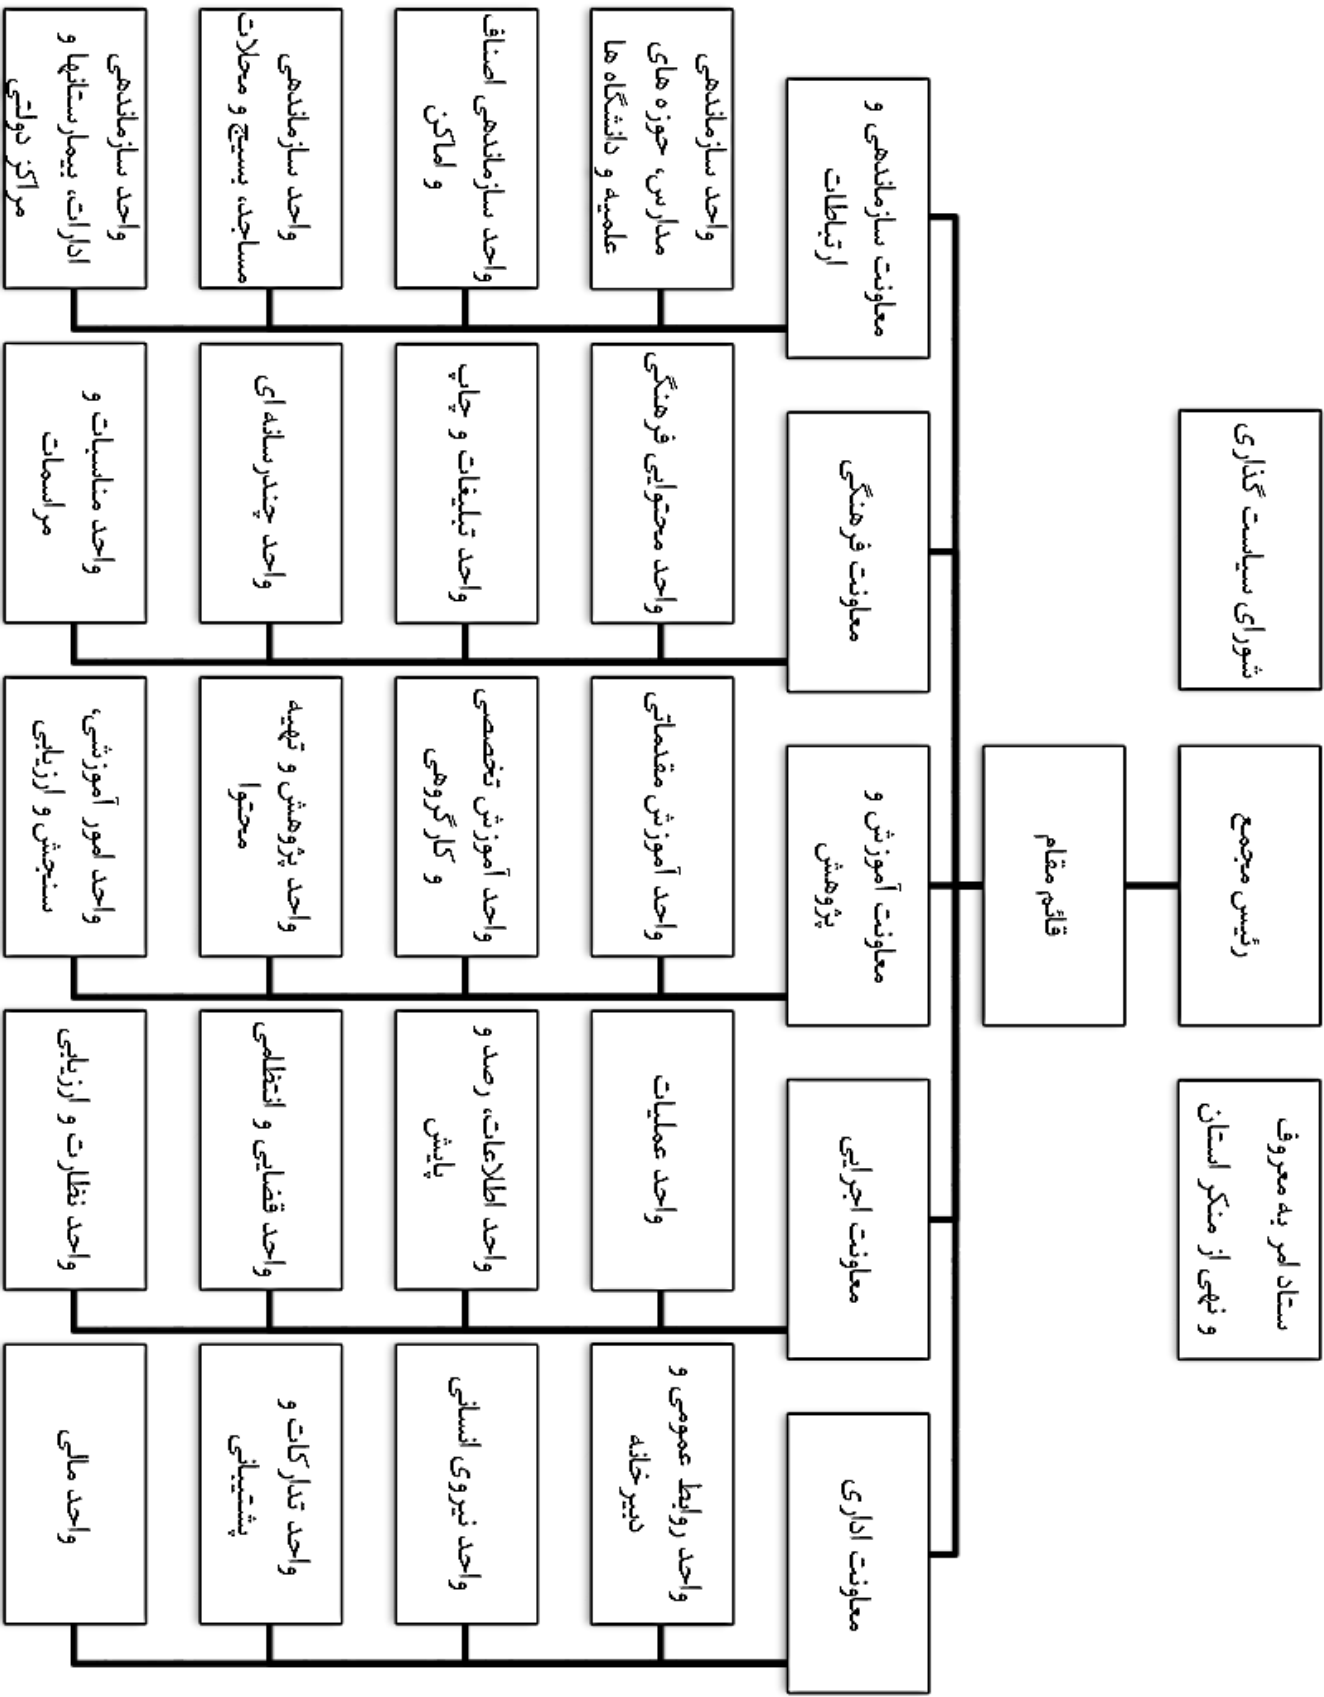 ستاد امر به معروف
و نهی از منکر استان
رئیس مجمع
شورای سیاست گذاری
قائم مقام
معاونت اداری
معاونت اجرایی
معاونت آموزش و
پژوهش
معاونت فرهنگی
معاونت سازماندهی و
ارتباطات
واحد روابط عمومی و
دبیرخانه
واحد عملیات
واحد آموزش مقدماتی
واحد محتوایی فرهنگی
واحد سازماندهی
مدارس، حوزه های
علمیه و دانشگاه ها
واحد نیروی انسانی
واحد اطلاعات، رصد و
پایش
واحد آموزش تخصصی
و کارگروهی
واحد تبلیغات و چاپ
واحد سازماندهی اصناف
و اماکن
واحد تدارکات و
پشتیبانی
واحد قضایی و انتظامی
واحد پژوهش و تهیه
محتوا
واحد چندرسانه ای
واحد سازماندهی
مساجد، بسیج و محلات
واحد مالی
واحد نظارت و ارزیابی
واحد امور آموزشی،
سنجش و ارزیابی
واحد مناسبات و
مراسمات
واحد سازماندهی
ادارات، بیمارستانها و
مراکز دولتی